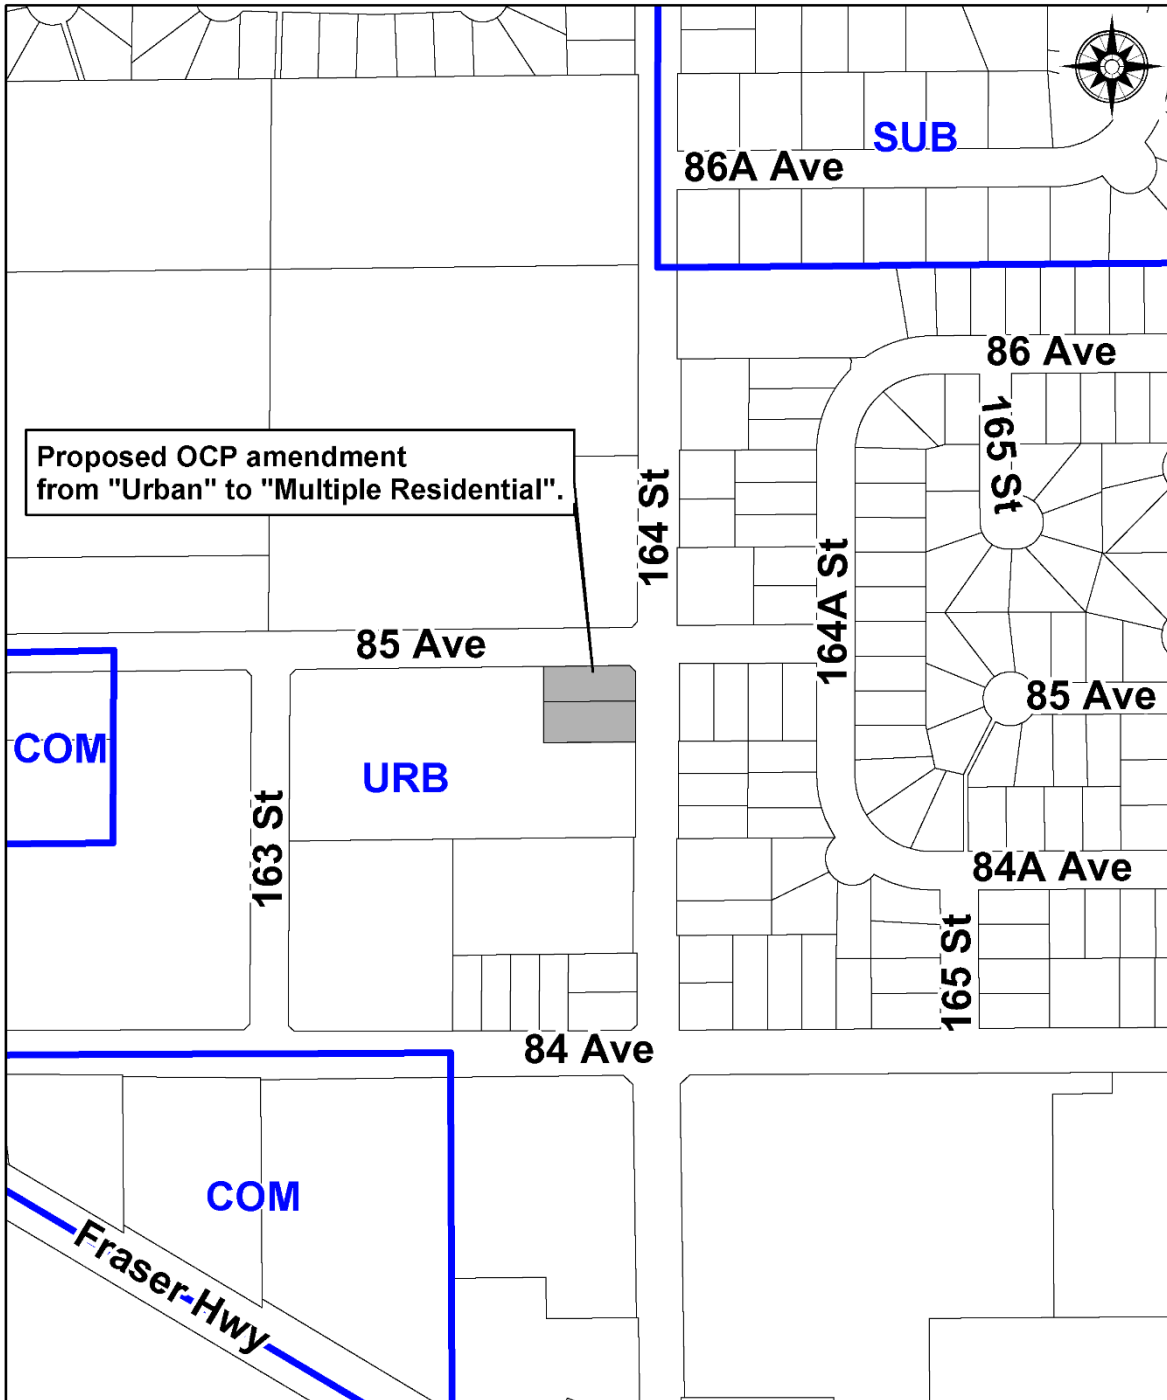 SUB
86A Ave
86 Ave
165 St
Proposed OCP amendment
from "Urban" to "Multiple Residential".
164 St
164A St
85 Ave
85 Ave
COM
URB
163 St
84A Ave
165 St
84 Ave
COM
Fraser Hwy